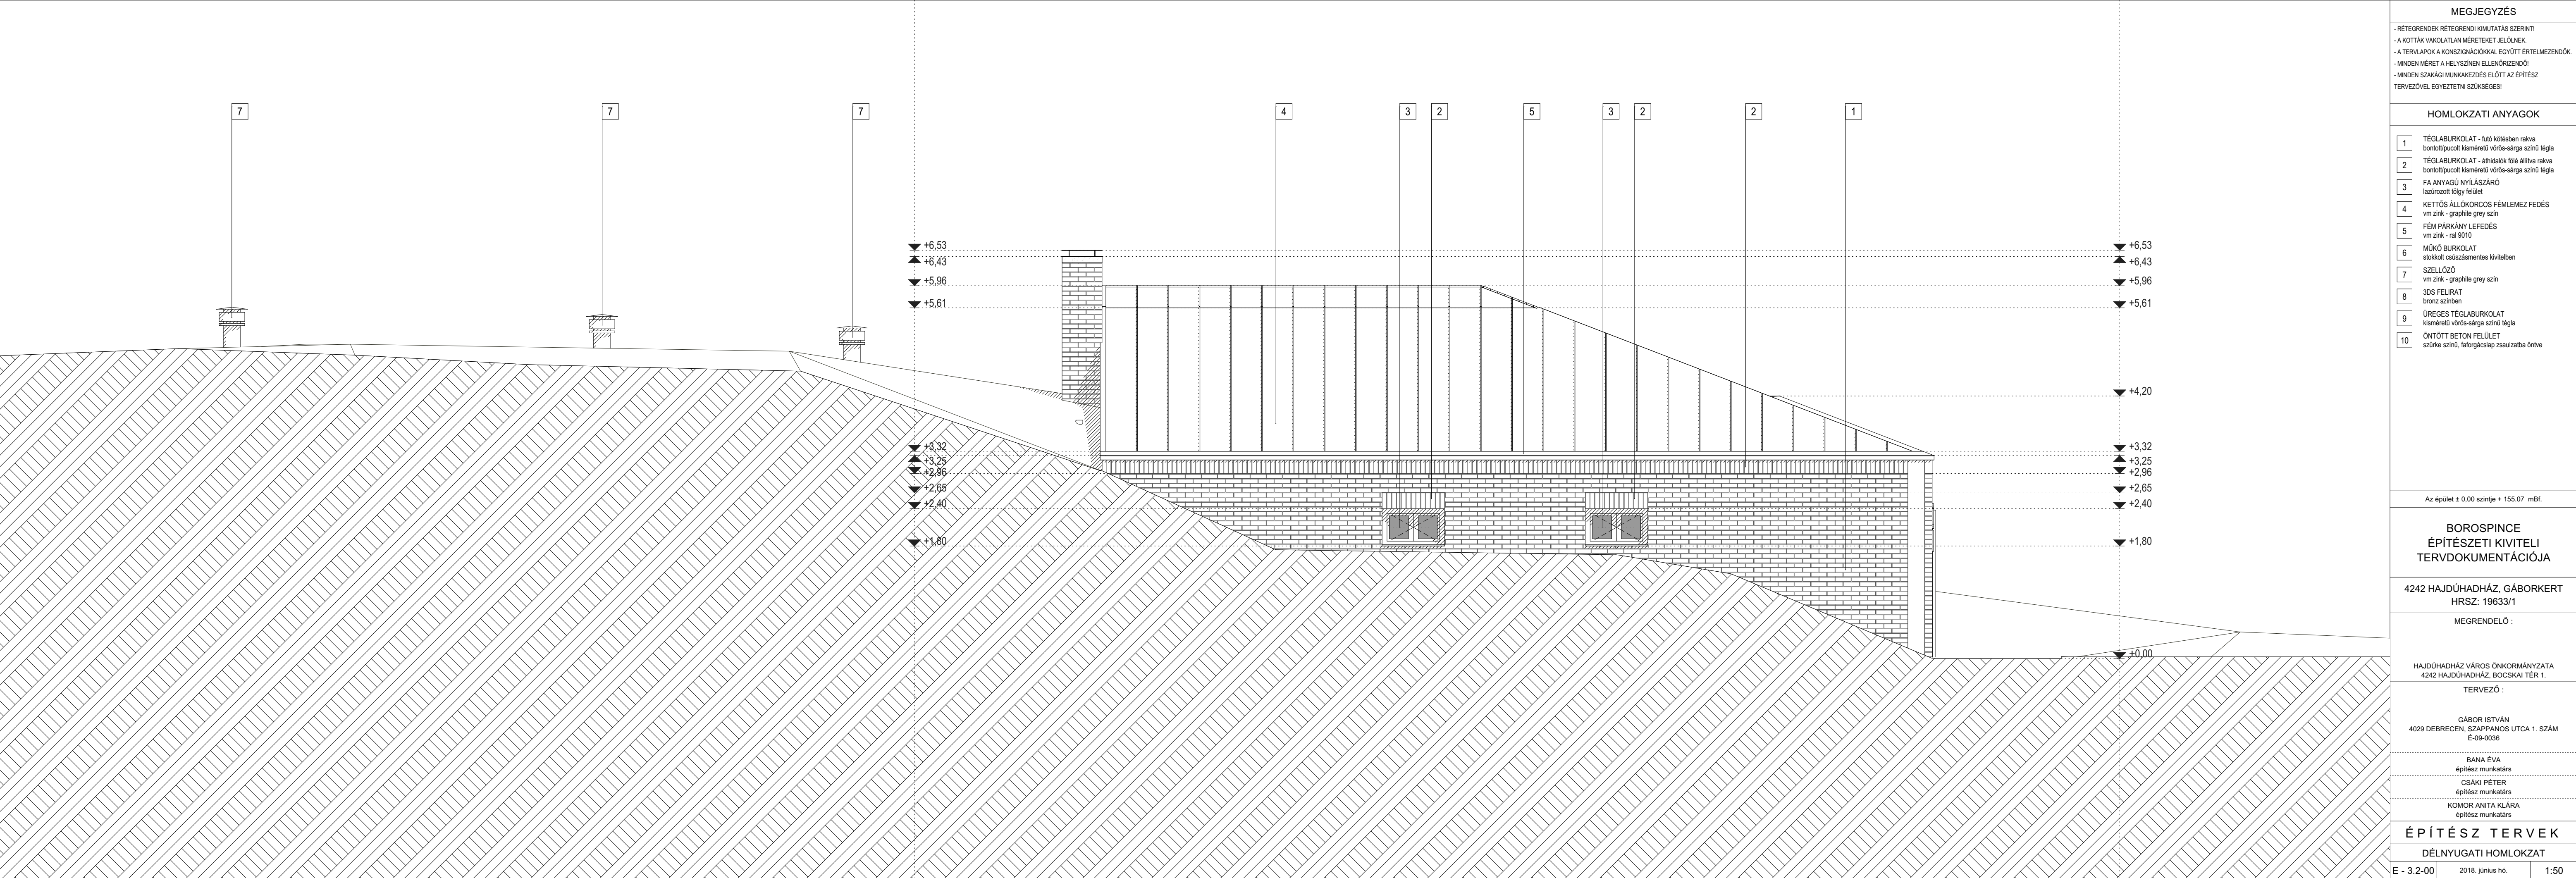 7
7
7
4
3
2
5
3
2
2
1
+6,53
+6,43
+5,96
+5,61
+3,32
+3,25
+2,96
+2,65
+2,40
+1,80
+6,53
+6,43
+5,96
+5,61
+4,20
+3,32
+3,25
+2,96
+2,65
+2,40
+1,80
+0,00
MEGJEGYZÉS
- RÉTEGRENDEK RÉTEGRENDI KIMUTATÁS SZERINT!
- A KOTTÁK VAKOLATLAN MÉRETEKET JELÖLNEK.
- A TERVLAPOK A KONSZIGNÁCIÓKKAL EGYÜTT ÉRTELMEZENDŐK.
- MINDEN MÉRET A HELYSZÍNEN ELLENŐRIZENDŐ!
- MINDEN SZAKÁGI MUNKAKEZDÉS ELŐTT AZ ÉPÍTÉSZ
TERVEZŐVEL EGYEZTETNI SZÜKSÉGES!
HOMLOKZATI ANYAGOK
1 TÉGLABURKOLAT - futó kötésben rakva
bontott/pucolt kisméretű vörös-sárga színű tégla
2 TÉGLABURKOLAT - áthidalók fölé állítva rakva
bontott/pucolt kisméretű vörös-sárga színű tégla
3 FA ANYAGÚ NYÍLÁSZÁRÓ
lazúrozott tölgy felület
4 KETTŐS ÁLLÓKORCOS FÉMLEMEZ FEDÉS
vm zink - graphite grey szín
5 FÉM PÁRKÁNY LEFEDÉS
vm zink - ral 9010
6 MŰKŐ BURKOLAT
stokkolt csúszásmentes kivitelben
7 SZELLŐZŐ
vm zink - graphite grey szín
8 3DS FELIRAT
bronz színben
9 ÜREGES TÉGLABURKOLAT
kisméretű vörös-sárga színű tégla
10 ÖNTÖTT BETON FELÜLET
szürke színű, faforgácslap zsaulzatba öntve
Az épület ± 0,00 szintje + 155.07 mBf.
BOROSPINCE
ÉPÍTÉSZETI KIVITELI
TERVDOKUMENTÁCIÓJA
4242 HAJDÚHADHÁZ, GÁBORKERT
HRSZ: 19633/1
MEGRENDELŐ :
HAJDÚHADHÁZ VÁROS ÖNKORMÁNYZATA
4242 HAJDÚHADHÁZ, BOCSKAI TÉR 1.
TERVEZŐ :
GÁBOR ISTVÁN
4029 DEBRECEN, SZAPPANOS UTCA 1. SZÁM
É-09-0036
BANA ÉVA
építész munkatárs
CSÁKI PÉTER
építész munkatárs
KOMOR ANITA KLÁRA
építész munkatárs
ÉPÍTÉSZ TERVEK
DÉLNYUGATI HOMLOKZAT
E - 3.2-00 2018. június hó. 1:50